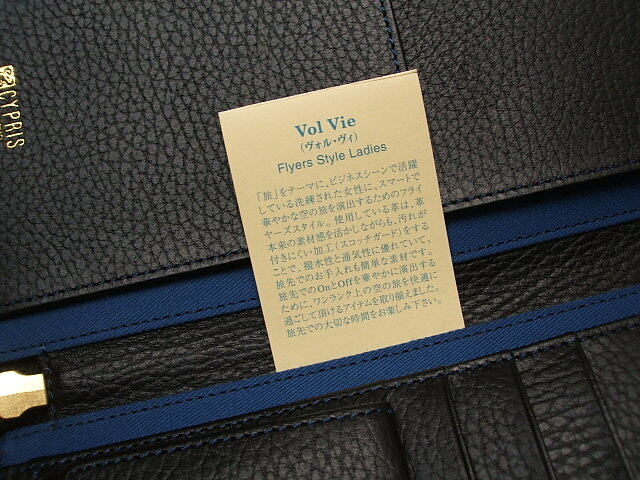 CYPRIS
Vol Vie
(ヴォル・ヴィ)
Flyers Style Ladies
「旅」をテーマに、ビジネスシーンで活躍
している洗練された女性に、スマートで
華やかな空の旅を演出するためのフライ
ヤーズスタイル。使用している革は、革
本来の素材感を活かしながらも、汚れが
付きにくい加工(スコッチガード)をする
ことで、撥水性と通気性に優れていて、
旅先でのお手入れも簡単な素材です。
旅先でのOnとOffを華やかに演出する
ために、ワンランク上の空の旅を快適に
過ごして頂けるアイテムを取り揃えました。
旅先での大切な時間をお楽しみ下さい。